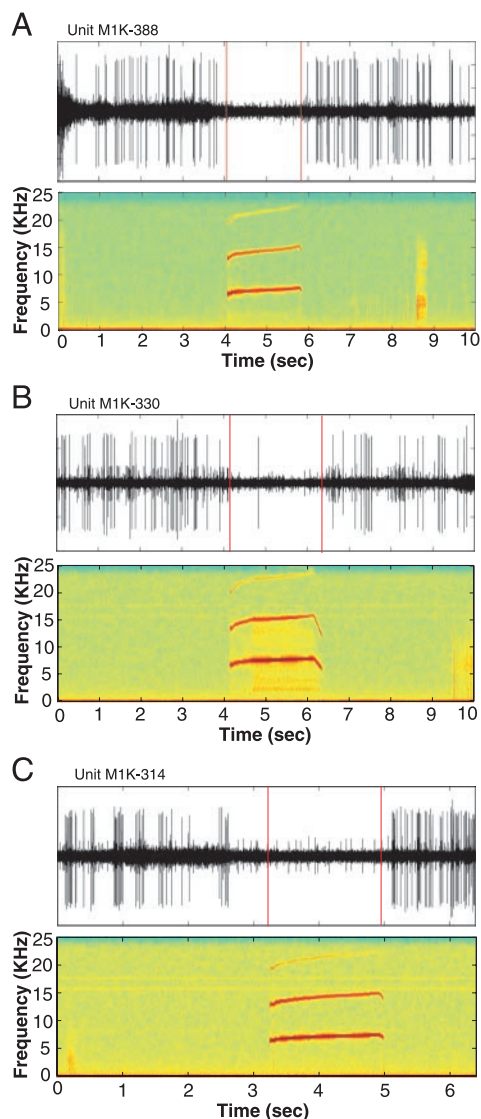 A
Unit M1K-388
Frequency (KHz)
25
20
15
10
5
0
0 1 2 3 4 5 6 7 8 9 10
Time (sec)
B
Unit M1K-330
Frequency (KHz)
25
20
15
10
5
0
0 1 2 3 4 5 6 7 8 9 10
Time (sec)
C
Unit M1K-314
Frequency (KHz)
25
20
15
10
5
0
0 1 2 3 4 5 6
Time (sec)